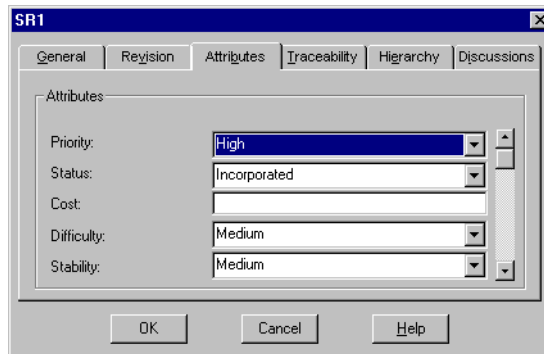 SR1
General Revision Attributes Traceability Hierarchy Discussions
Attributes
Priority: High
Status: Incorporated
Cost:
Difficulty: Medium
Stability: Medium
OK Cancel Help